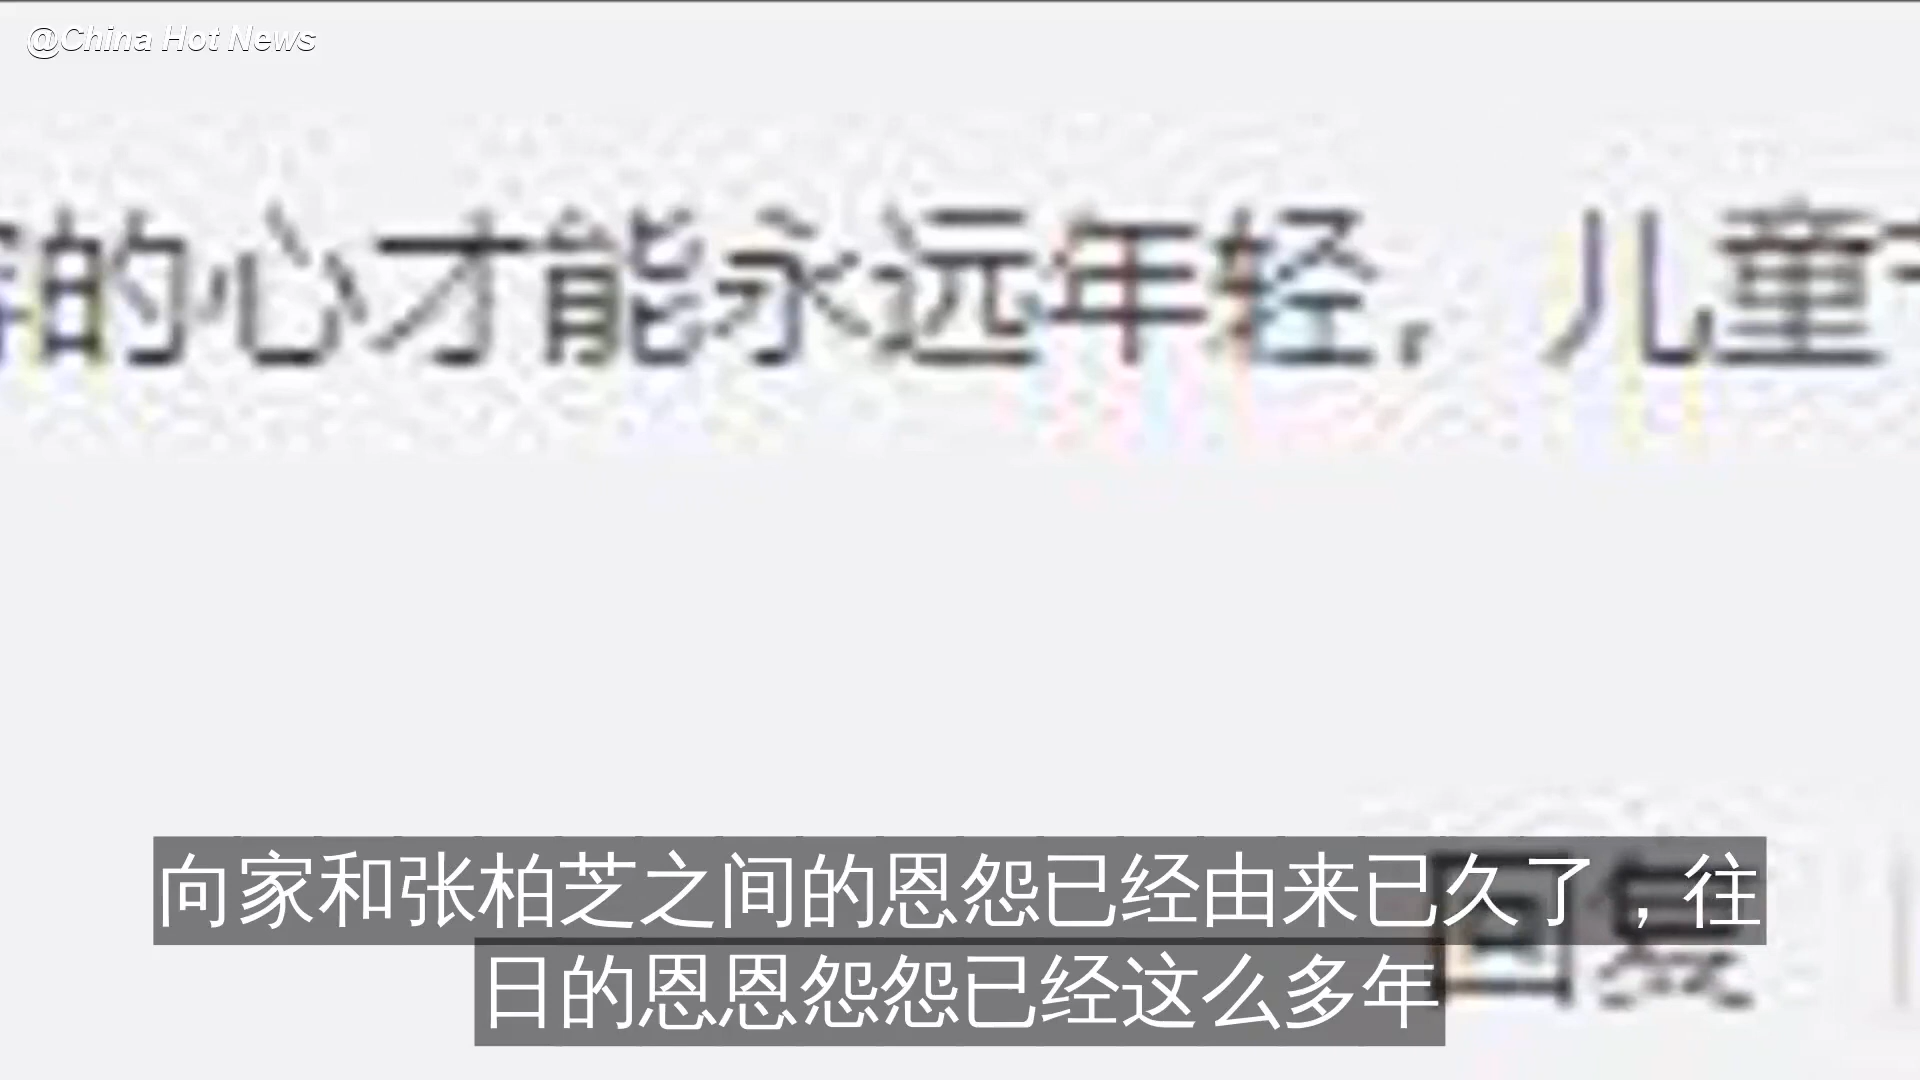 @China Hot News
的心才能永远年轻，儿童
向家和张柏芝之间的恩怨已经由来已久了，往
日的恩恩怨怨已经这么多年
回复